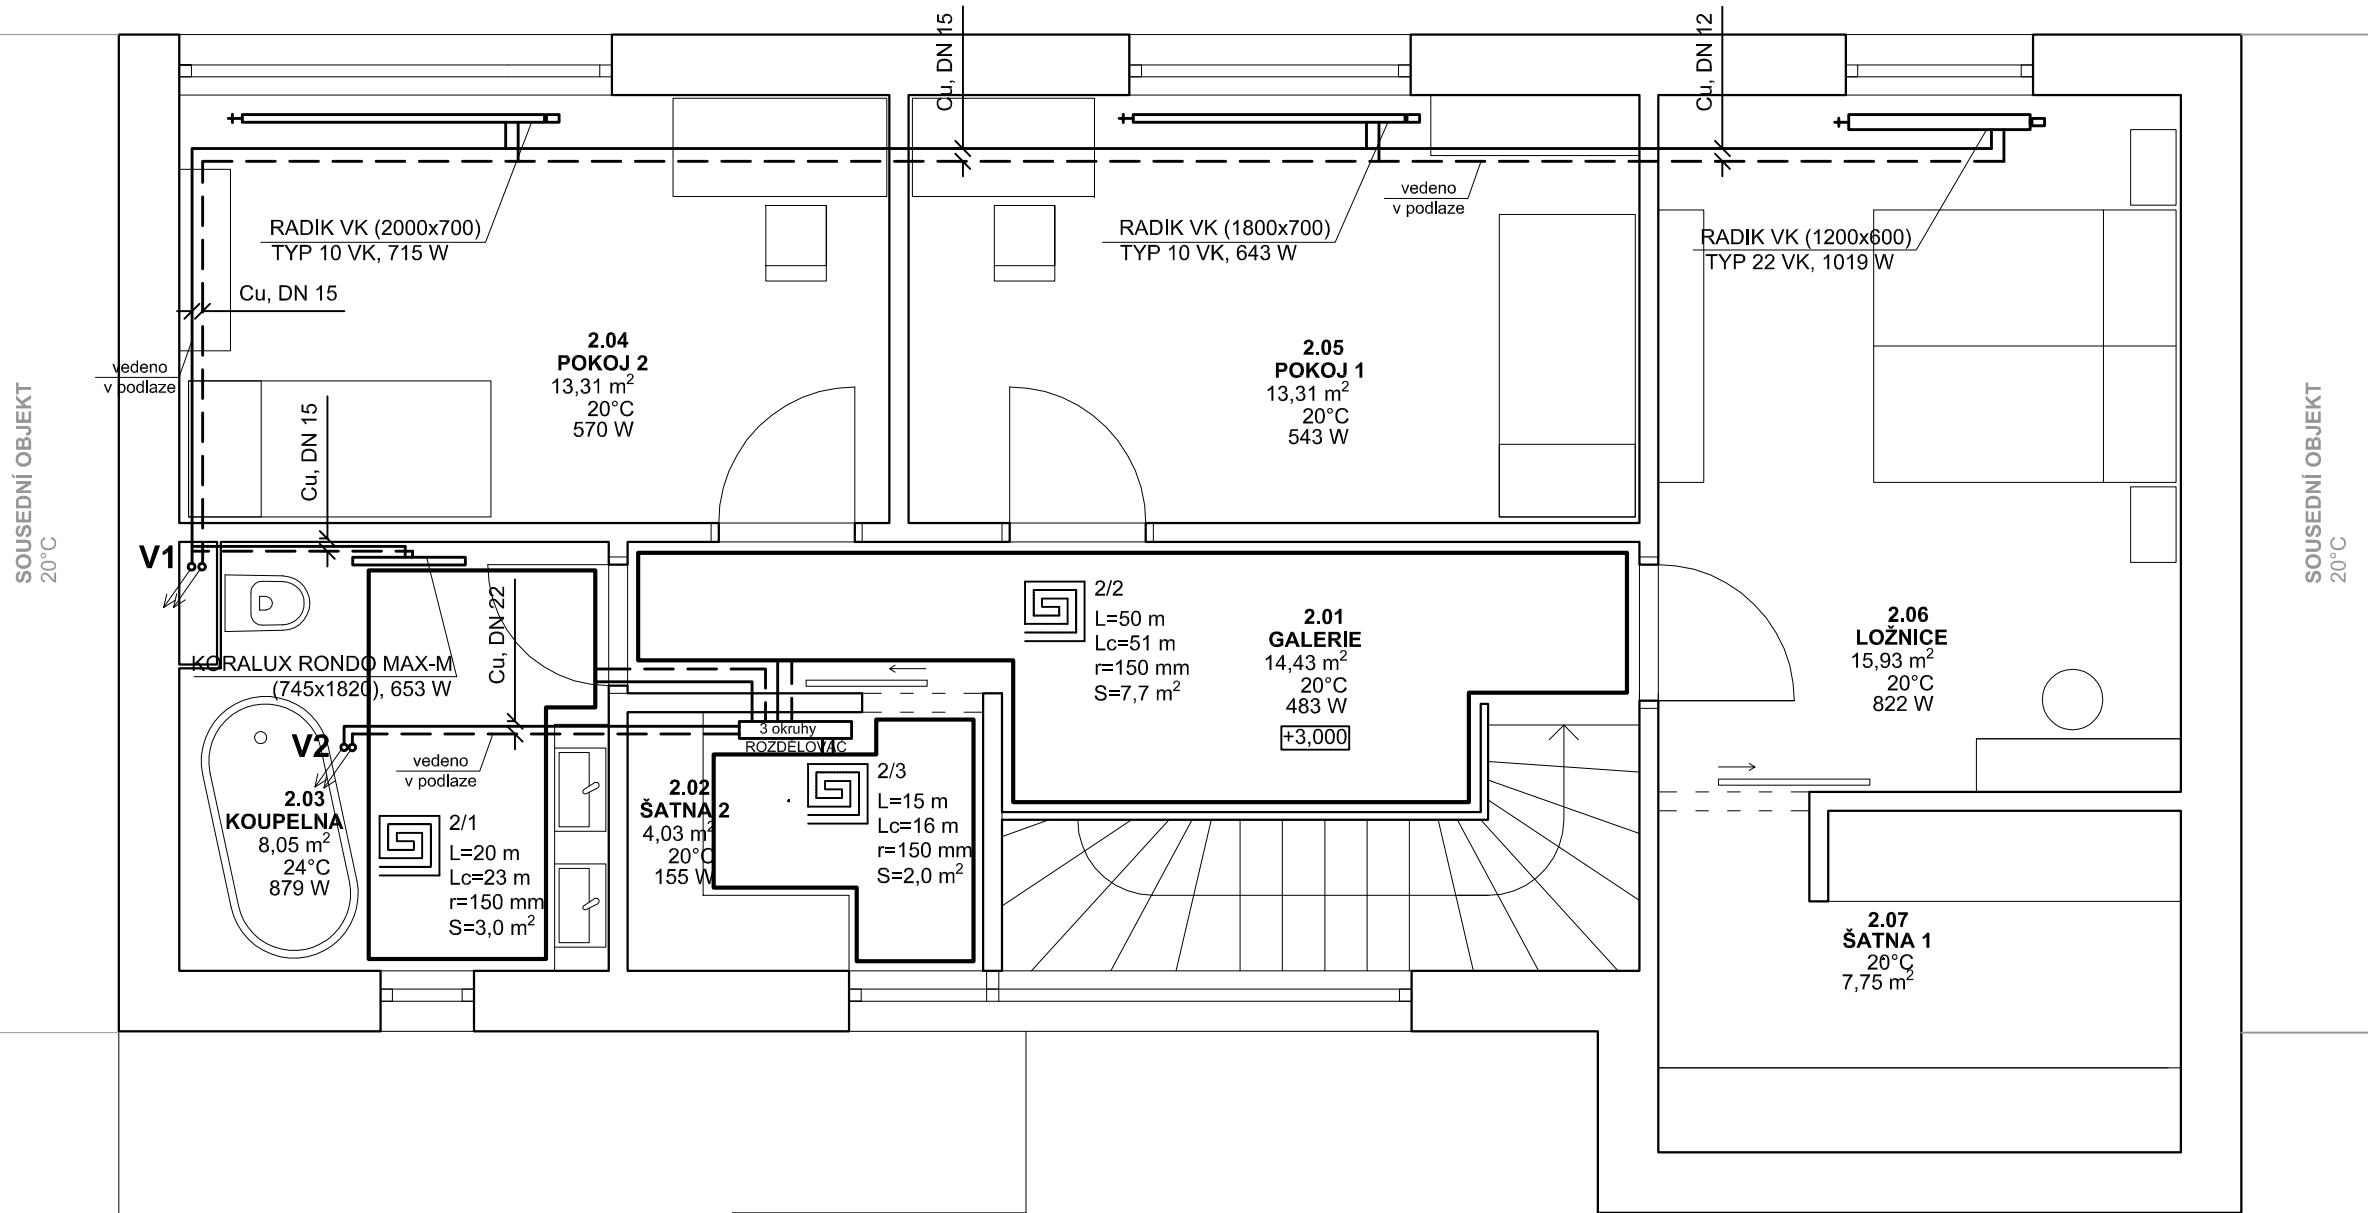 Cu, DN 15
Cu, DN 12
RADIK VK (2000x700)
TYP 10 VK, 715 W
vedeno
v podlaze
RADIK VK (1800x700)
TYP 10 VK, 643 W
RADIK VK (1200x600)
TYP 22 VK, 1019 W
Cu, DN 15
vedeno
v podlaze
2.04
POKOJ 2
13,31 m²
20°C
570 W
2.05
POKOJ 1
13,31 m²
20°C
543 W
SOUSEDNÍ OBJEKT
20°C
SOUSEDNÍ OBJEKT
20°C
Cu, DN 15
V1
KORALUX RONDO MAX-M
(745x1820), 653 W
Cu, DN 22
2/2
L=50 m
Lc=51 m
r=150 mm
S=7,7 m²
2.01
GALERIE
14,43 m²
20°C
483 W
+3,000
2.06
LOŽNICE
15,93 m²
20°C
822 W
V2
vedeno
v podlaze
3 okruhy
ROZDĚLOVAČ
2.03
KOUPELNA
8,05 m²
24°C
879 W
2/1
L=20 m
Lc=23 m
r=150 mm
S=3,0 m²
2.02
ŠATNA 2
4,03 m²
20°C
155 W
2/3
L=15 m
Lc=16 m
r=150 mm
S=2,0 m²
2.07
ŠATNA 1
20°C
7,75 m²